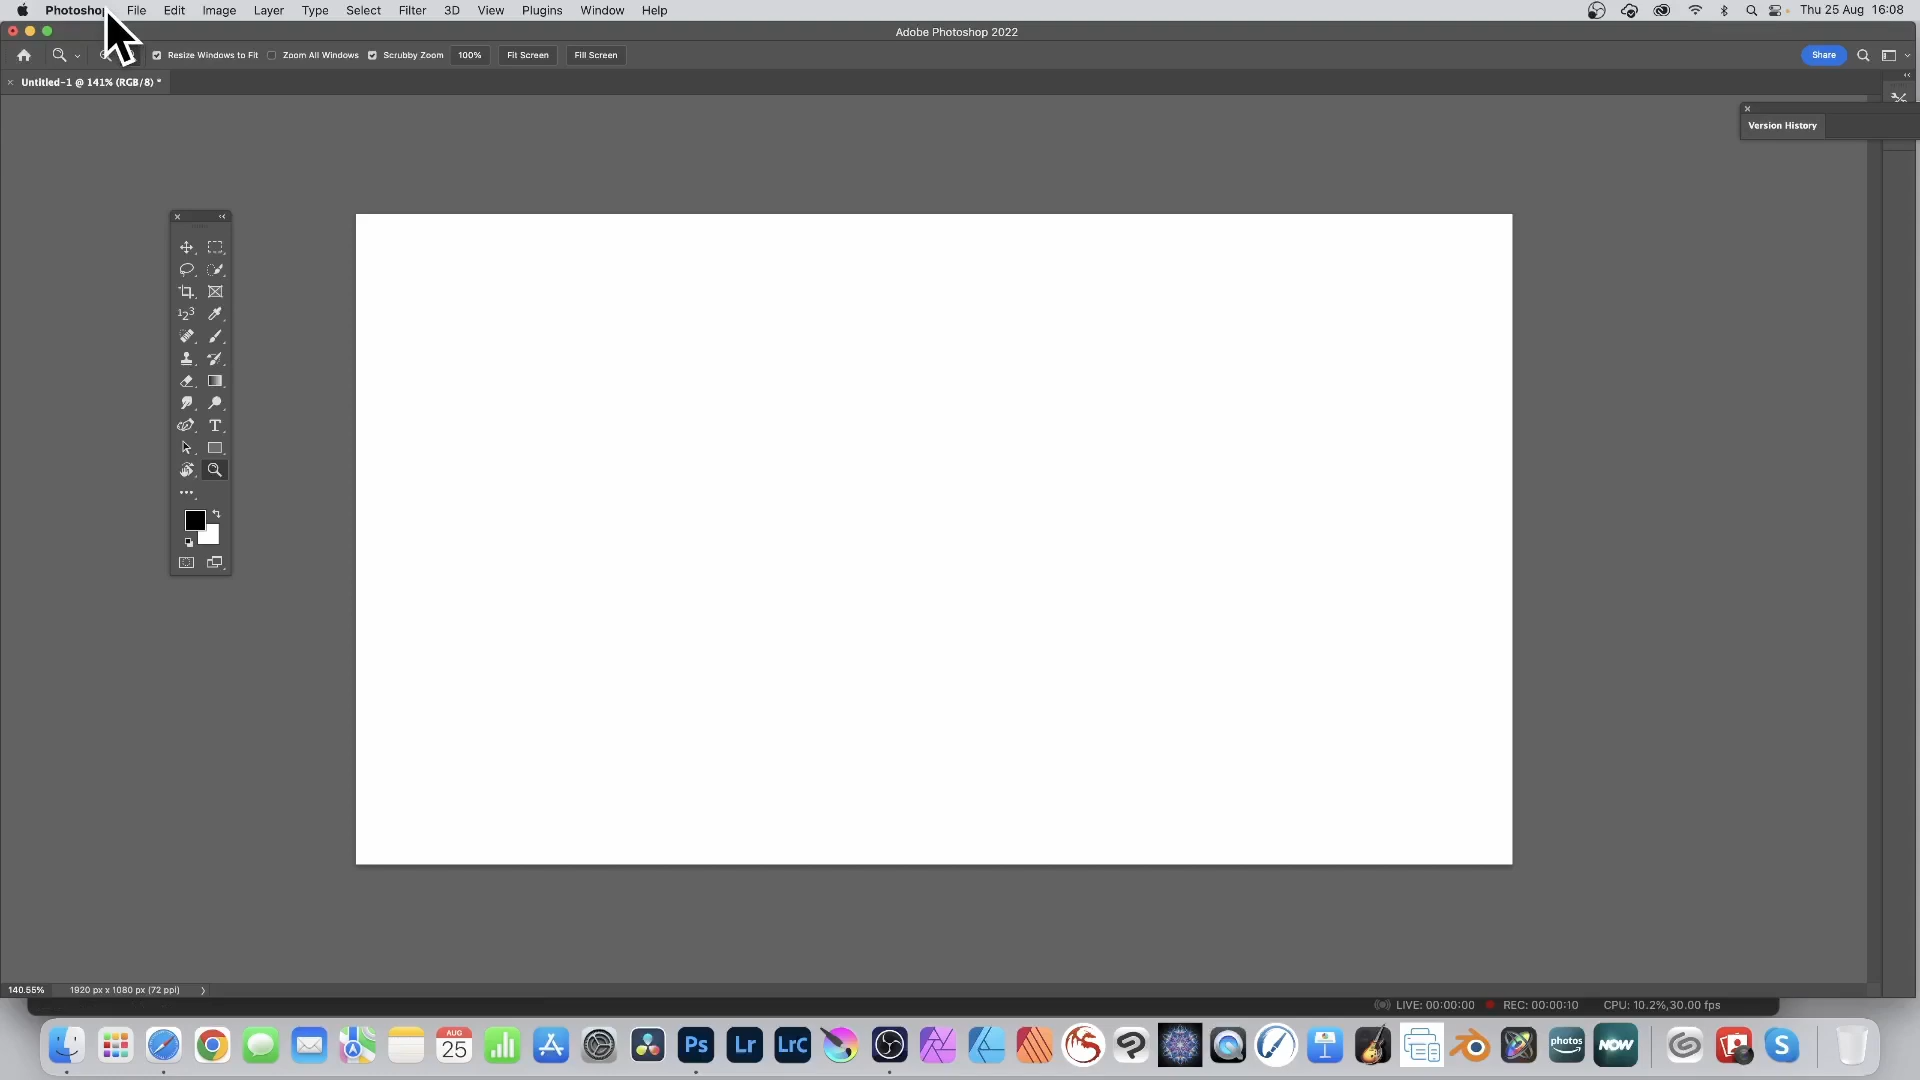 Photoshop File Edit Image Layer Type Select Filter 3D View Plugins Window Help Thu 25 Aug 16:08
Adobe Photoshop 2022
Resize Windows to Fit Zoom All Windows Scrubby Zoom 100% Fit Screen Fill Screen Share
Untitled-1 @ 141% (RGB/8) *
Version History
123
T
140.55% 1920 px x 1080 px (72 ppi)
LIVE: 00:00:00 REC: 00:00:10 CPU: 10.2%,30.00 fps
AUG
25 Ps Lr LrC photos NOW S